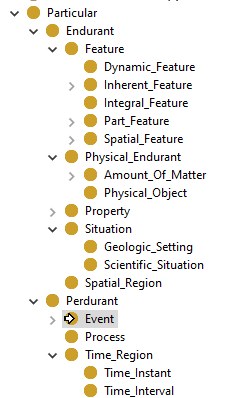 Particular
Endurant
Feature
Dynamic_Feature
Inherent_Feature
Integral_Feature
Part_Feature
Spatial_Feature
Physical_Endurant
Amount_Of_Matter
Physical_Object
Property
Situation
Geologic_Setting
Scientific_Situation
Spatial_Region
Perdurant
Event
Process
Time_Region
Time_Instant
Time_Interval